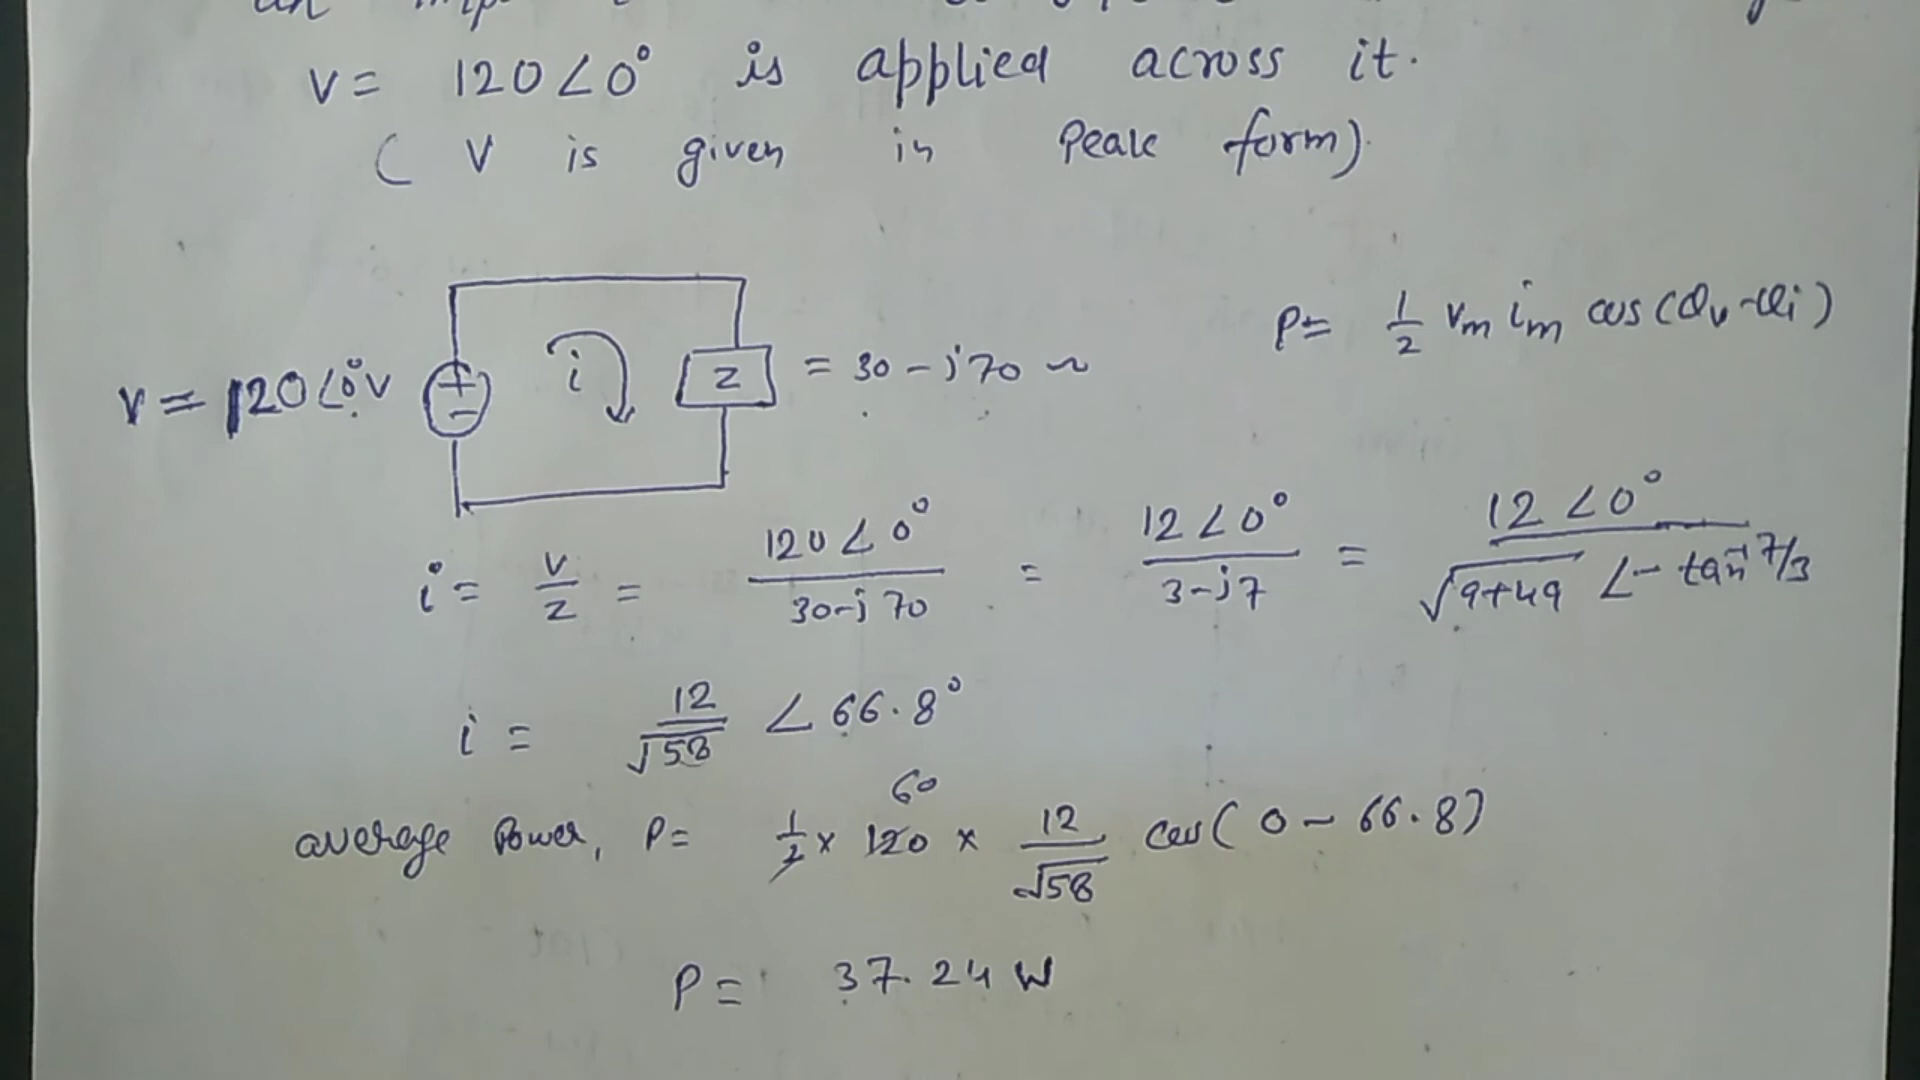 an
V = 120∠0° is applied across it.
( V is given in Peak form).
P= 1/2 Vm im cos(θv-θi)
V = 120∠0°V
+
-
i
Z = 30-j70 Ω
i = V/Z = 120∠0°/30-j70 = 12∠0°/3-j7 = 12∠0°/√9+49 ∠-tan⁻¹7/3
i = 12/√58 ∠66.8°
60
average Power, P= 1/2 x 120 x 12/√58 cos(0-66.8)
P= 37.24 W